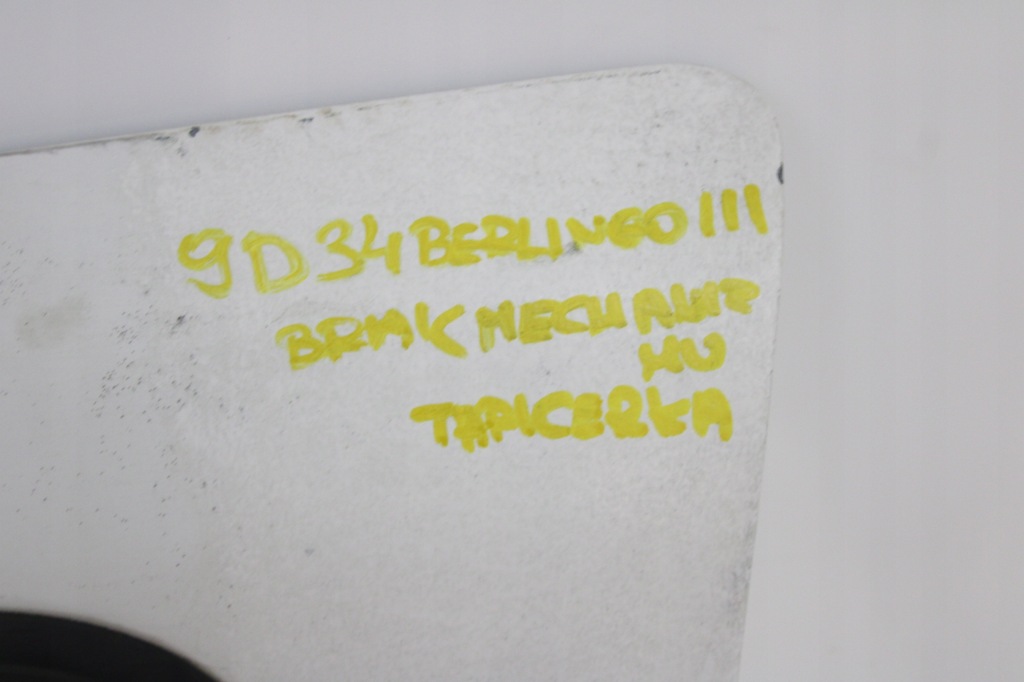 9D34 BERLINGO III
BRAK MECHANIZ
MU
TAPICERKA